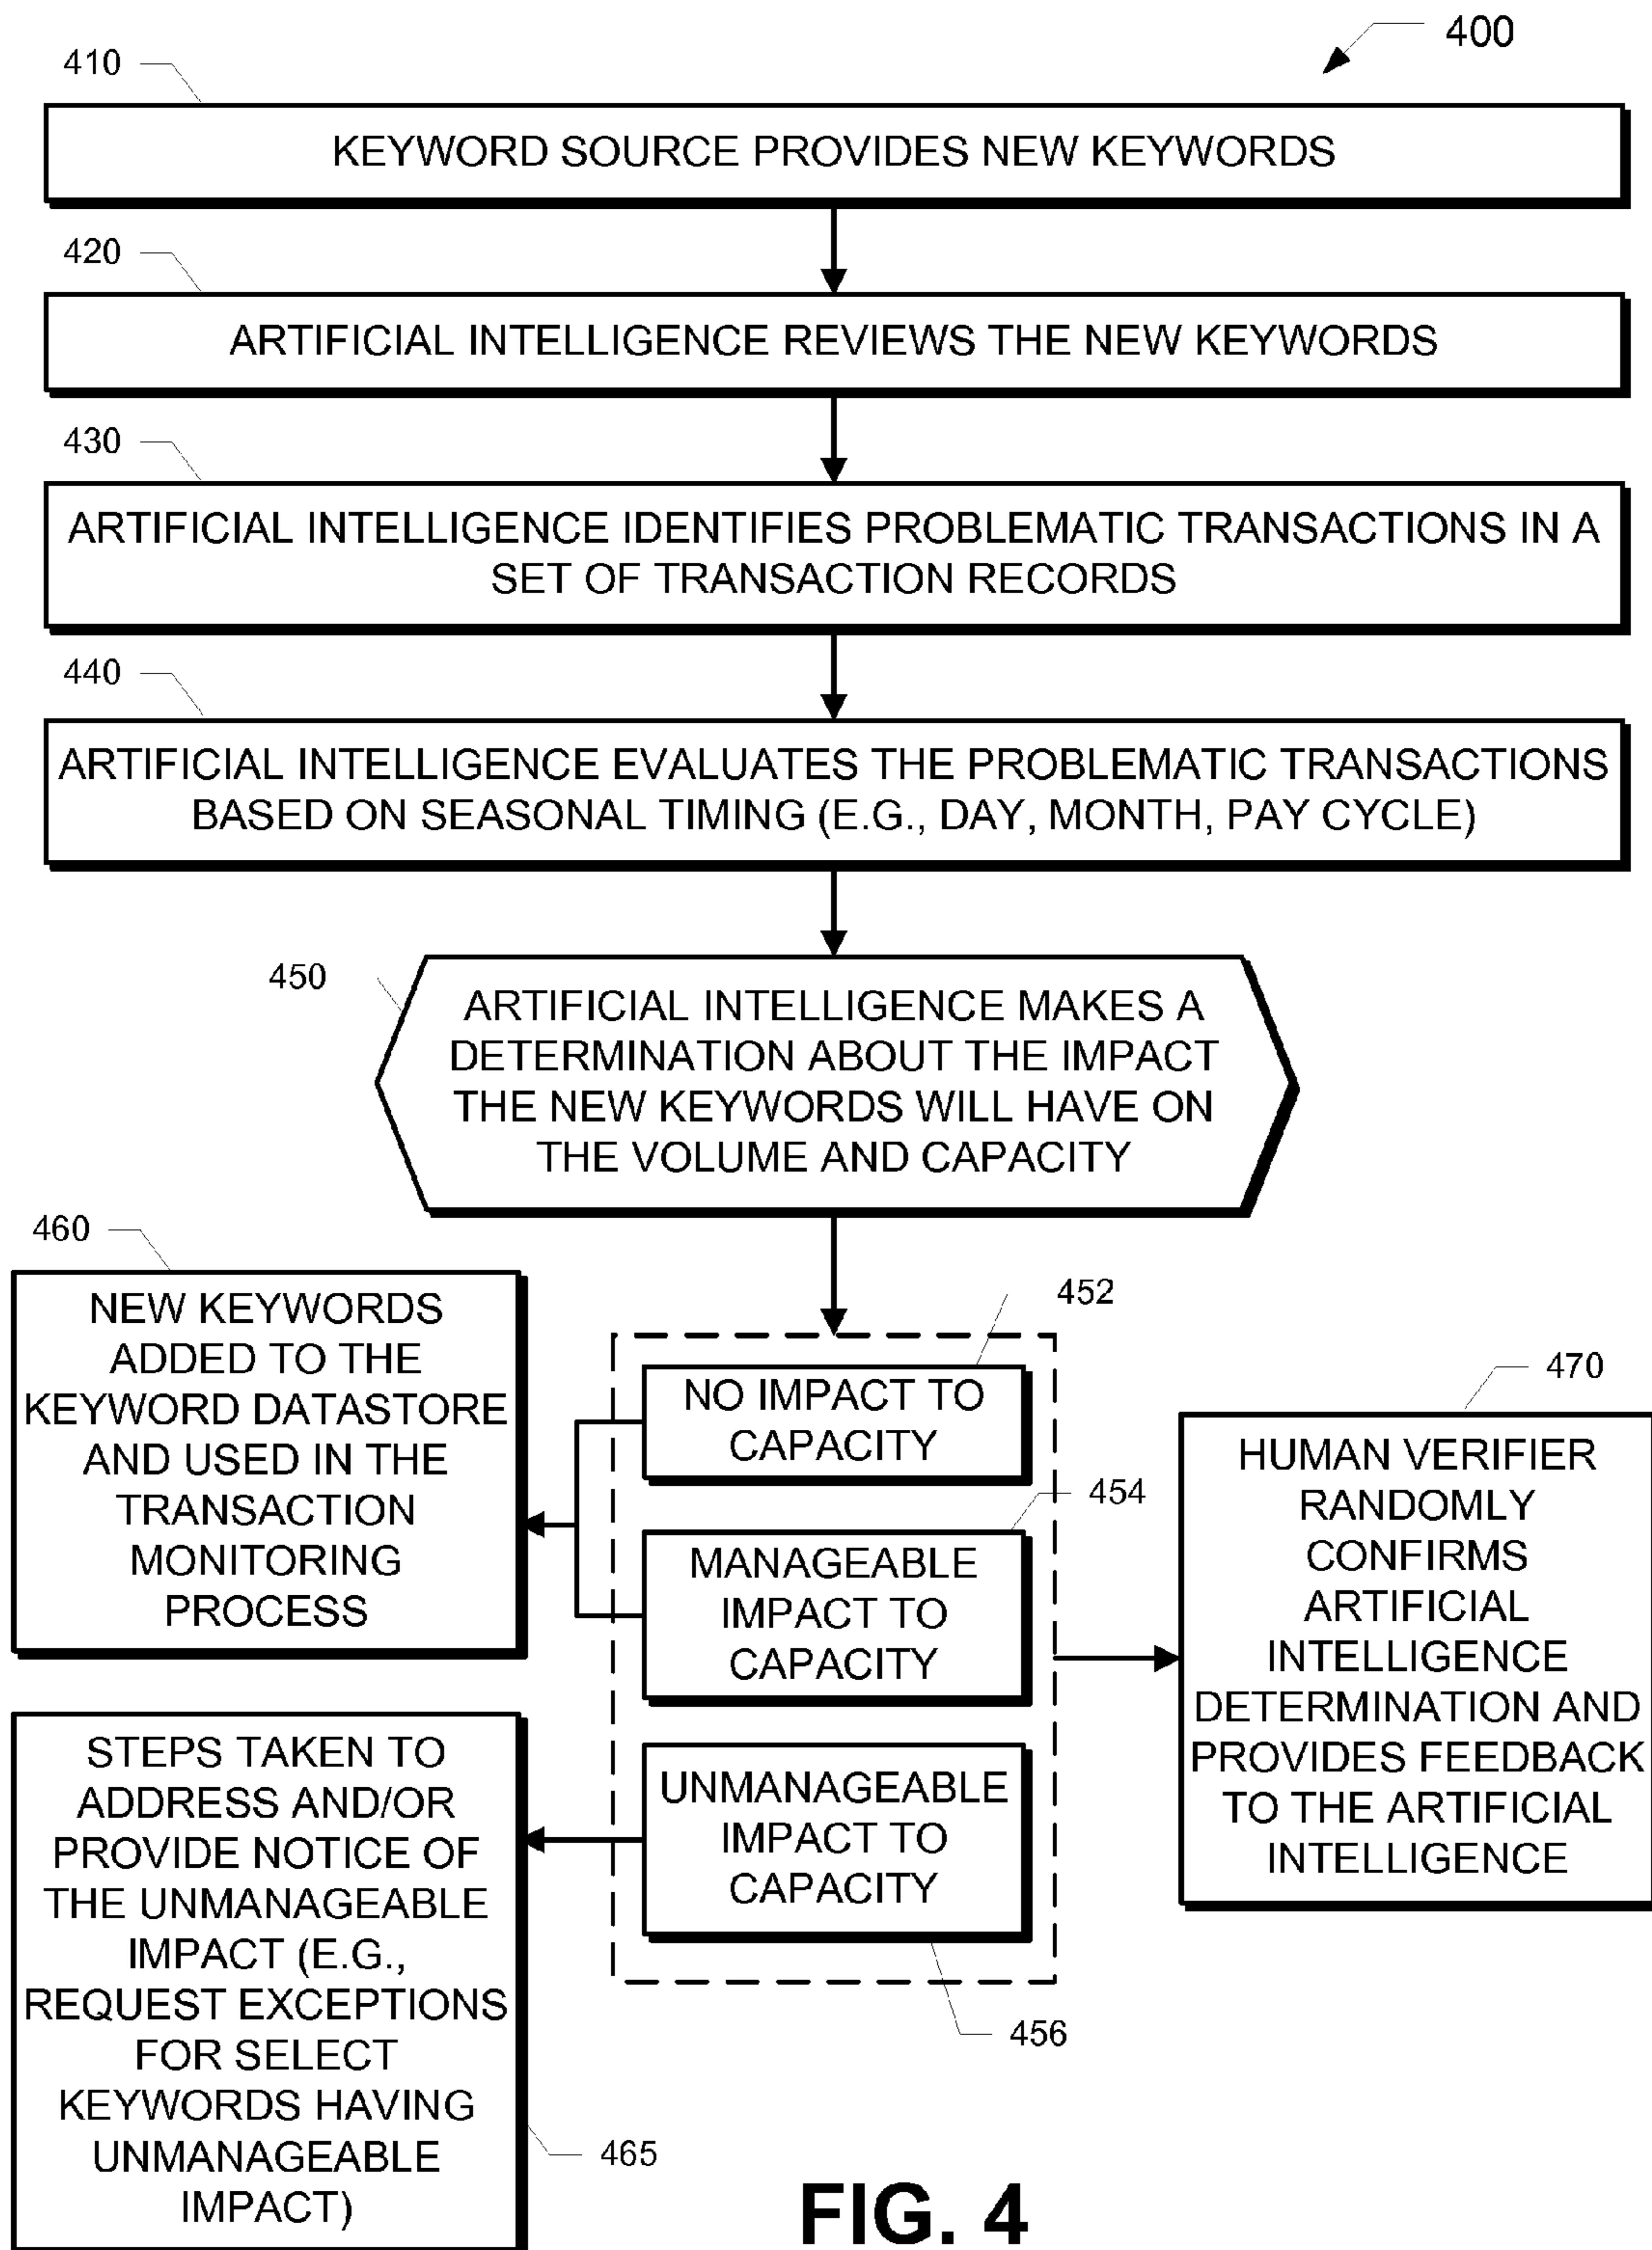 400
410
KEYWORD SOURCE PROVIDES NEW KEYWORDS
420
ARTIFICIAL INTELLIGENCE REVIEWS THE NEW KEYWORDS
430
ARTIFICIAL INTELLIGENCE IDENTIFIES PROBLEMATIC TRANSACTIONS IN A
SET OF TRANSACTION RECORDS
440
ARTIFICIAL INTELLIGENCE EVALUATES THE PROBLEMATIC TRANSACTIONS
BASED ON SEASONAL TIMING (E.G., DAY, MONTH, PAY CYCLE)
450
ARTIFICIAL INTELLIGENCE MAKES A
DETERMINATION ABOUT THE IMPACT
THE NEW KEYWORDS WILL HAVE ON
THE VOLUME AND CAPACITY
460
NEW KEYWORDS
ADDED TO THE
KEYWORD DATASTORE
AND USED IN THE
TRANSACTION
MONITORING
PROCESS
452
NO IMPACT TO
CAPACITY
454
MANAGEABLE
IMPACT TO
CAPACITY
UNMANAGEABLE
IMPACT TO
CAPACITY
456
470
HUMAN VERIFIER
RANDOMLY
CONFIRMS
ARTIFICIAL
INTELLIGENCE
DETERMINATION AND
PROVIDES FEEDBACK
TO THE ARTIFICIAL
INTELLIGENCE
STEPS TAKEN TO
ADDRESS AND/OR
PROVIDE NOTICE OF
THE UNMANAGEABLE
IMPACT (E.G.,
REQUEST EXCEPTIONS
FOR SELECT
KEYWORDS HAVING
UNMANAGEABLE
IMPACT)
465
FIG. 4